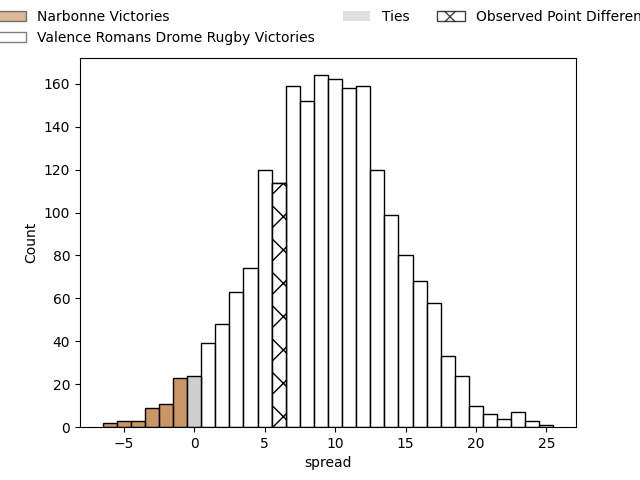 Narbonne Victories
Valence Romans Drome Rugby Victories
Ties
Observed Point Differen
160
140
120
100
80
60
40
20
0
Count
−5
0
5
10
15
20
25
spread